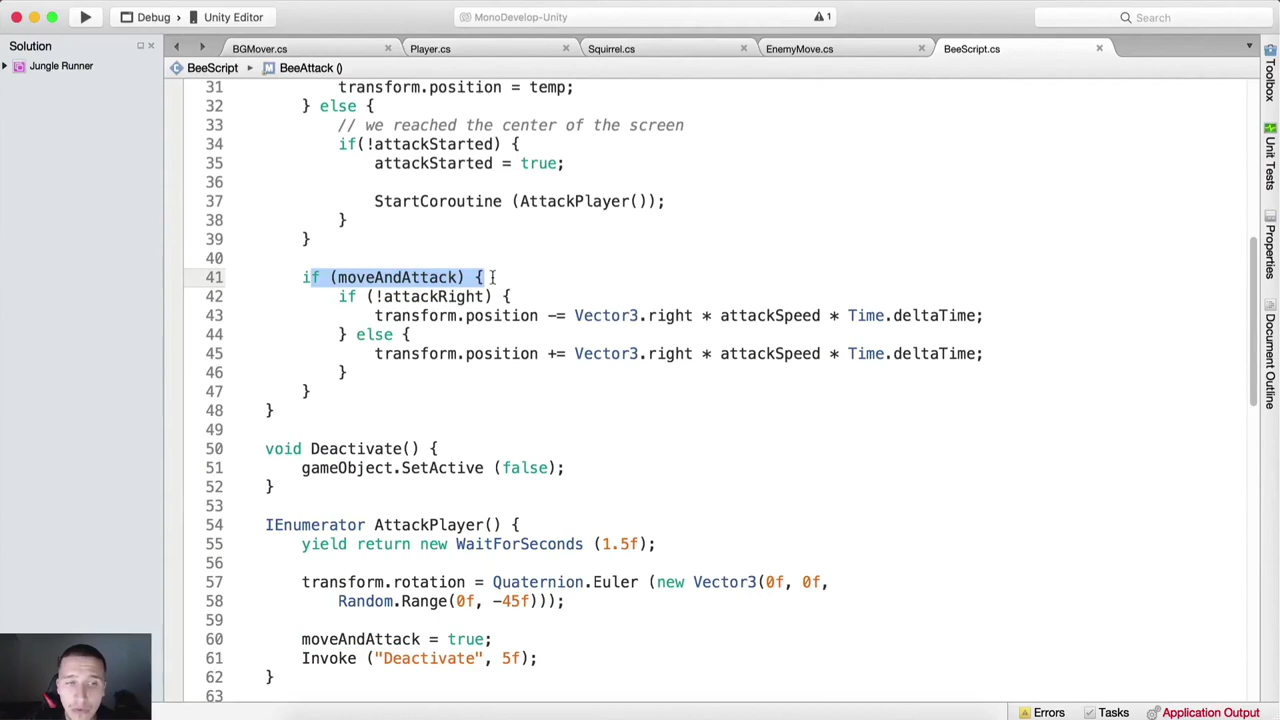 Debug
Unity Editor
MonoDevelop-Unity
1
Search
Solution
BGMover.cs
Player.cs
Squirrel.cs
EnemyMove.cs
BeeScript.cs
Jungle Runner
BeeScript
M
BeeAttack ()
Toolbox
Unit Tests
Properties
Document Outline
31 transform.position = temp;
32 } else {
33 // we reached the center of the screen
34 if(!attackStarted) {
35 attackStarted = true;
36
37 StartCoroutine (AttackPlayer());
38 }
39 }
40
41 if (moveAndAttack) {
42 if (!attackRight) {
43 transform.position -= Vector3.right * attackSpeed * Time.deltaTime;
44 } else {
45 transform.position += Vector3.right * attackSpeed * Time.deltaTime;
46 }
47 }
48 }
49
50 void Deactivate() {
51 gameObject.SetActive (false);
52 }
53
54 IEnumerator AttackPlayer() {
55 yield return new WaitForSeconds (1.5f);
56
57 transform.rotation = Quaternion.Euler (new Vector3(0f, 0f,
58 Random.Range(0f, -45f)));
59
60 moveAndAttack = true;
61 Invoke ("Deactivate", 5f);
62 }
63
Errors
Tasks
Application Output